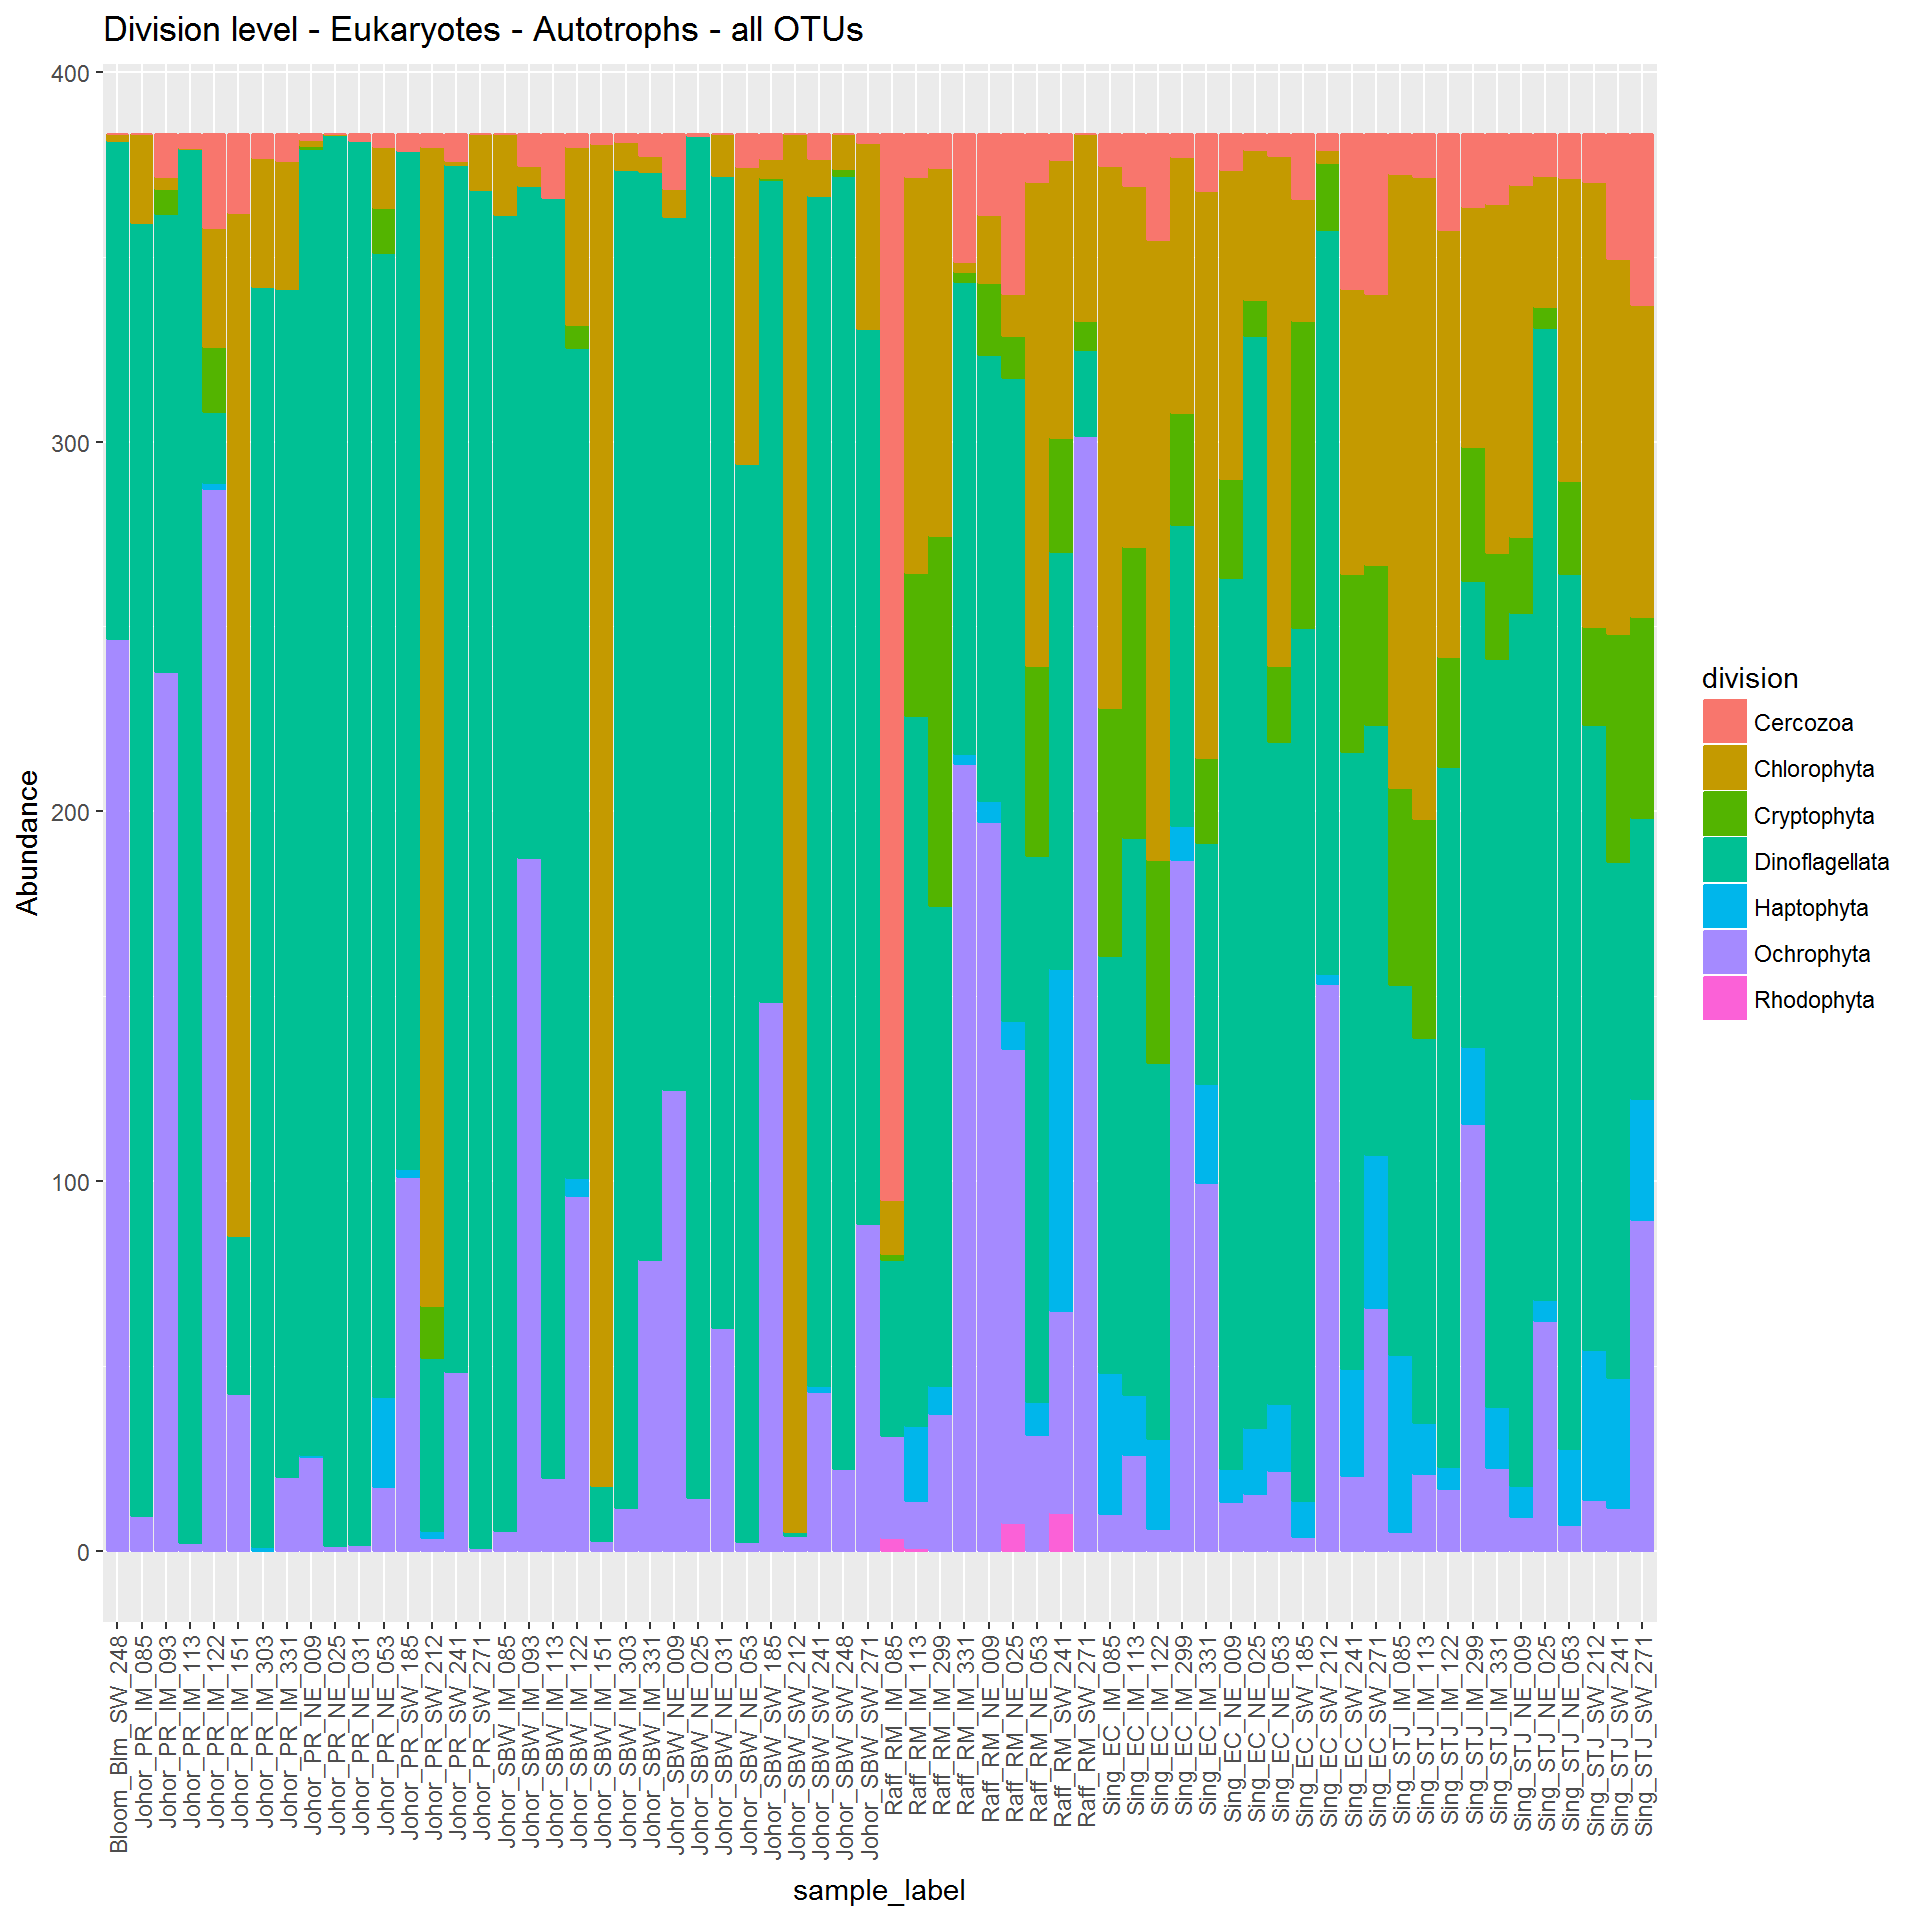 Division level - Eukaryotes - Autotrophs - all OTUs
400
300
200
100
0
Abundance
Bloom_Blm_SW_248
Johor_PR_IM_085
Johor_PR_IM_093
Johor_PR_IM_113
Johor_PR_IM_122
Johor_PR_IM_151
Johor_PR_IM_303
Johor_PR_IM_331
Johor_PR_NE_009
Johor_PR_NE_025
Johor_PR_NE_031
Johor_PR_NE_053
Johor_PR_SW_185
Johor_PR_SW_212
Johor_PR_SW_241
Johor_PR_SW_271
Johor_SBW_IM_085
Johor_SBW_IM_093
Johor_SBW_IM_113
Johor_SBW_IM_122
Johor_SBW_IM_151
Johor_SBW_IM_303
Johor_SBW_IM_331
Johor_SBW_NE_009
Johor_SBW_NE_025
Johor_SBW_NE_031
Johor_SBW_NE_053
Johor_SBW_SW_185
Johor_SBW_SW_212
Johor_SBW_SW_241
Johor_SBW_SW_248
Johor_SBW_SW_271
Raff_RM_IM_085
Raff_RM_IM_113
Raff_RM_IM_299
Raff_RM_IM_331
Raff_RM_NE_009
Raff_RM_NE_025
Raff_RM_NE_053
Raff_RM_SW_241
Raff_RM_SW_271
Sing_EC_IM_085
Sing_EC_IM_113
Sing_EC_IM_122
Sing_EC_IM_299
Sing_EC_IM_331
Sing_EC_NE_009
Sing_EC_NE_025
Sing_EC_NE_053
Sing_EC_SW_185
Sing_EC_SW_212
Sing_EC_SW_241
Sing_EC_SW_271
Sing_STJ_IM_085
Sing_STJ_IM_113
Sing_STJ_IM_122
Sing_STJ_IM_299
Sing_STJ_IM_331
Sing_STJ_NE_009
Sing_STJ_NE_025
Sing_STJ_NE_053
Sing_STJ_SW_212
Sing_STJ_SW_241
Sing_STJ_SW_271
sample_label
division
Cercozoa
Chlorophyta
Cryptophyta
Dinoflagellata
Haptophyta
Ochrophyta
Rhodophyta